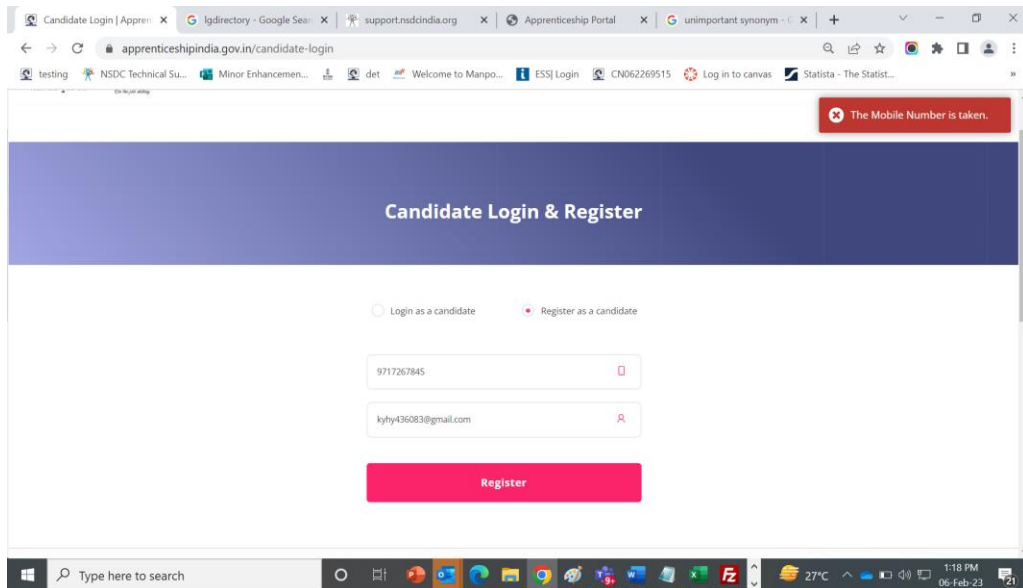 Candidate Login | Appren
lgdirectory - Google Sear
support.nsdcindia.org
Apprenticeship Portal
unimportant synonym - G
apprenticeshipindia.gov.in/candidate-login
testing
NSDC Technical Su...
Minor Enhancemen...
det
Welcome to Manpo...
ESSJ Login
CN062269515
Log in to canvas
Statista - The Statist...
»
The Mobile Number is taken.
Candidate Login & Register
Login as a candidate
Register as a candidate
9717267845
kyhy436083@gmail.com
Register
Type here to search
27°C
1:18 PM
06-Feb-23
21